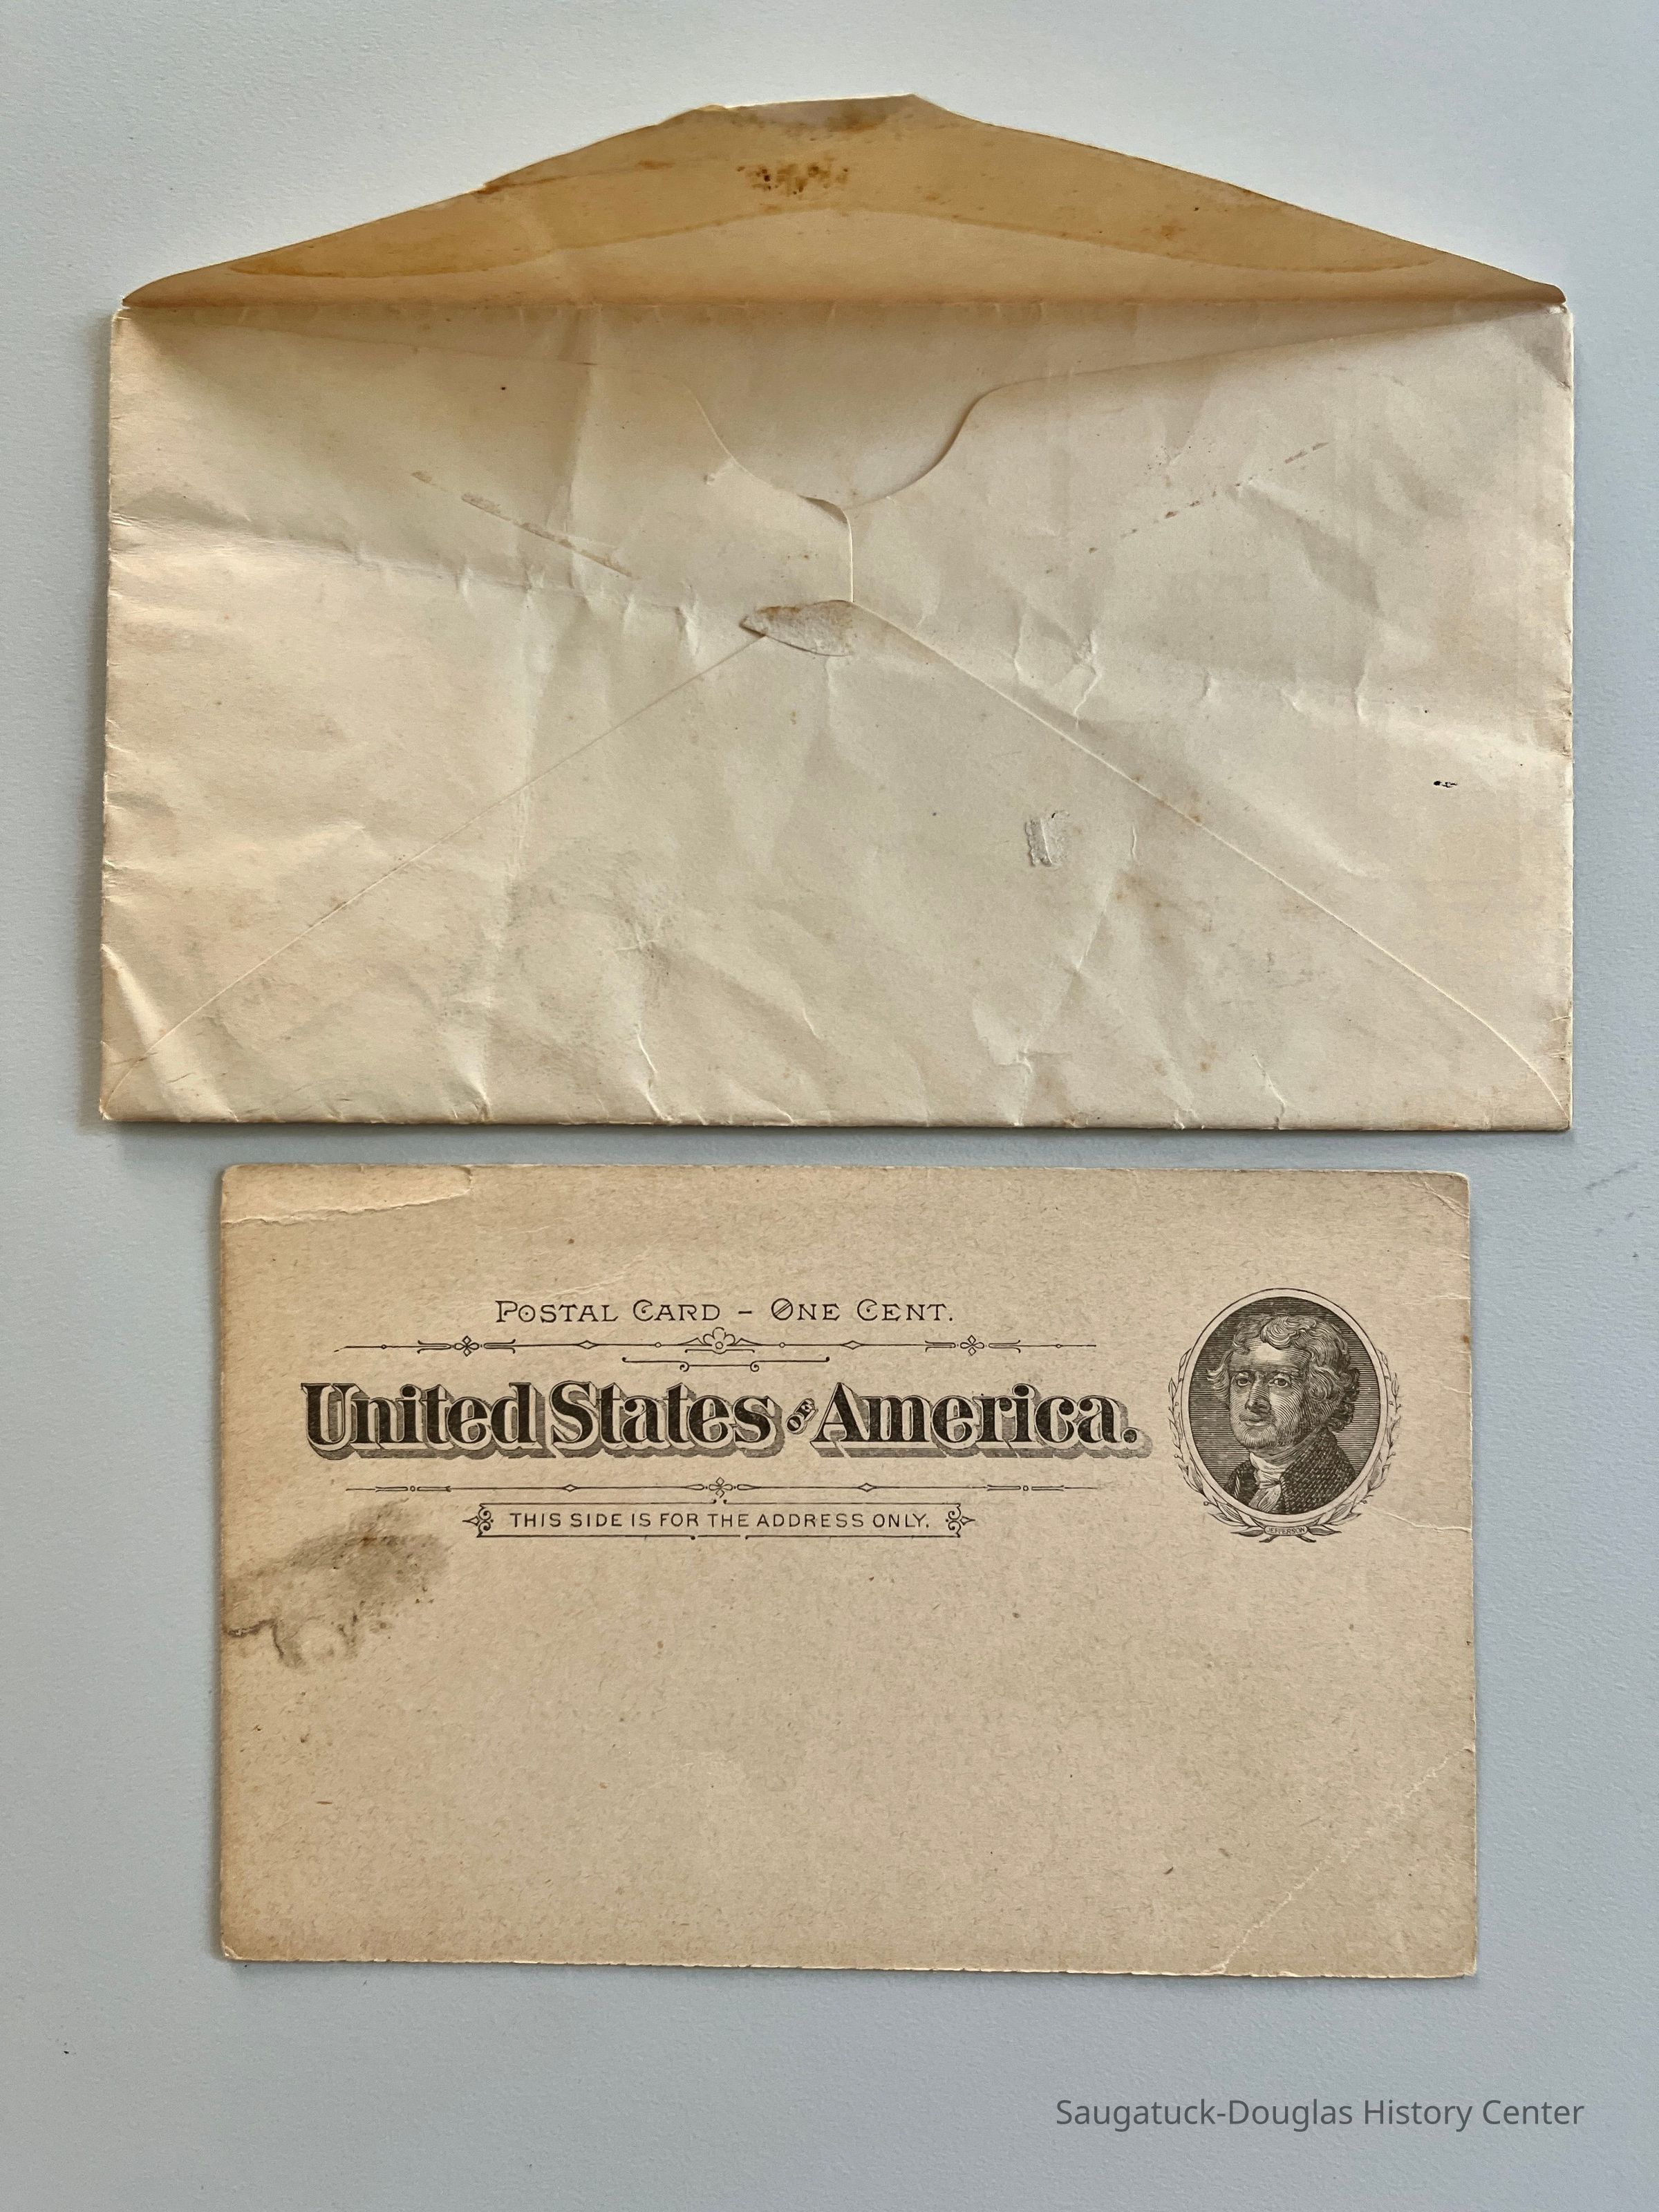 POSTAL CARD - ONE CENT.
United States OF America.
THIS SIDE IS FOR THE ADDRESS ONLY.
JEFFERSON
Saugatuck-Douglas History Center